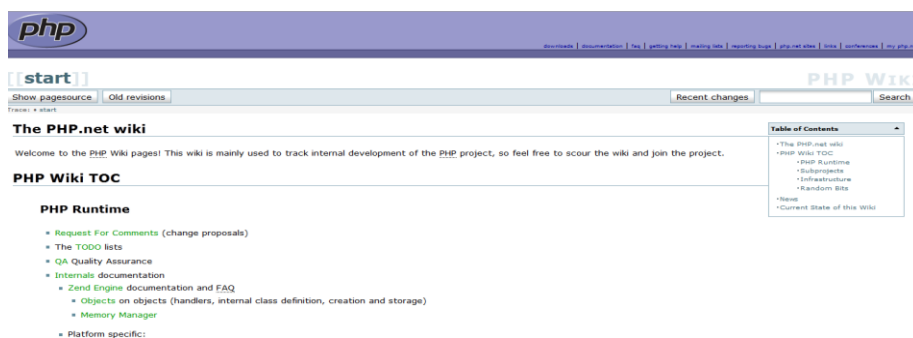 php
downloads | documentation | faq | getting help | mailing lists | reporting bugs | php.net sites | links | conferences | my php.n
[[start]]
PHP WIK
Show pagesource Old revisions Recent changes Search
Trace: • start
The PHP.net wiki
Welcome to the PHP Wiki pages! This wiki is mainly used to track internal development of the PHP project, so feel free to scour the wiki and join the project.
Table of Contents
The PHP.net wiki
PHP Wiki TOC
PHP Runtime
Subprojects
Infrastructure
Random Bits
News
Current State of this Wiki
PHP Wiki TOC
PHP Runtime
Request For Comments (change proposals)
The TODO lists
QA Quality Assurance
Internals documentation
Zend Engine documentation and FAQ
Objects on objects (handlers, internal class definition, creation and storage)
Memory Manager
Platform specific: